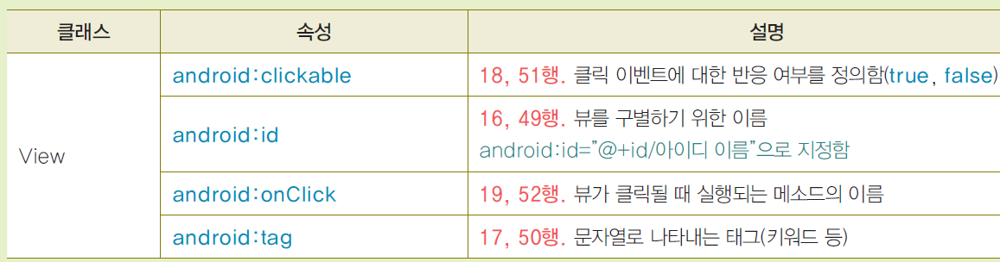 클래스 속성 설명
View
android:clickable 18, 51행. 클릭 이벤트에 대한 반응 여부를 정의함(true, false)
android:id 16, 49행. 뷰를 구별하기 위한 이름
android:id=”@+id/아이디 이름”으로 지정함
android:onClick 19, 52행. 뷰가 클릭될 때 실행되는 메소드의 이름
android:tag 17, 50행. 문자열로 나타내는 태그(키워드 등)